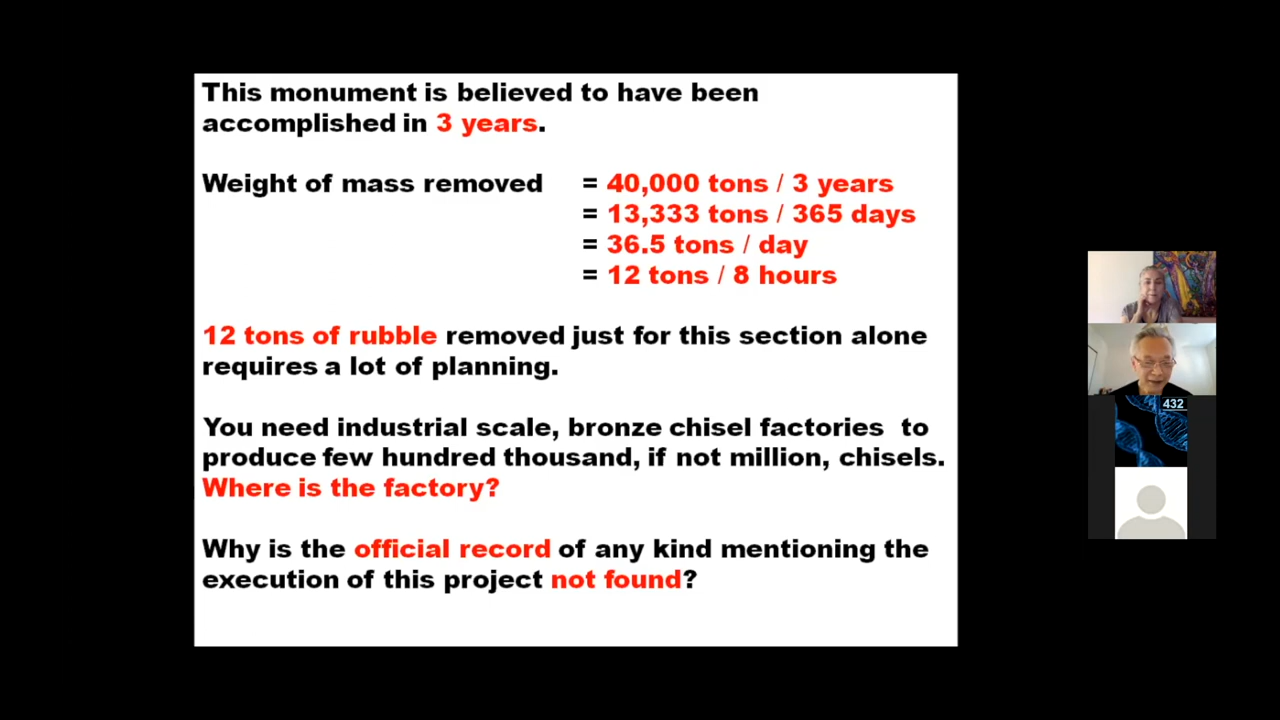 This monument is believed to have been
accomplished in 3 years.
Weight of mass removed = 40,000 tons / 3 years
= 13,333 tons / 365 days
= 36.5 tons / day
= 12 tons / 8 hours
12 tons of rubble removed just for this section alone
requires a lot of planning.
You need industrial scale, bronze chisel factories to
produce few hundred thousand, if not million, chisels.
Where is the factory?
Why is the official record of any kind mentioning the
execution of this project not found?
432